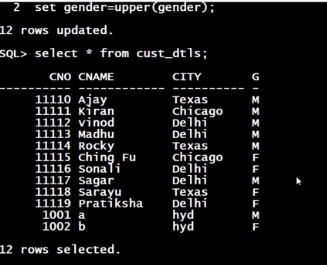 2 set gender=upper(gender);
12 rows updated.
SQL> select * from cust_dtls;
CNO CNAME CITY G
---------- ------------ ---------- -
11110 Ajay Texas M
11111 Kiran Chicago M
11112 vinod Delhi M
11113 Madhu Delhi M
11114 Rocky Texas M
11115 Ching Fu Chicago F
11116 Sonali Delhi F
11117 Sagar Delhi M
11118 Sarayu Texas F
11119 Pratiksha Delhi F
1001 a hyd M
1002 b hyd F
12 rows selected.